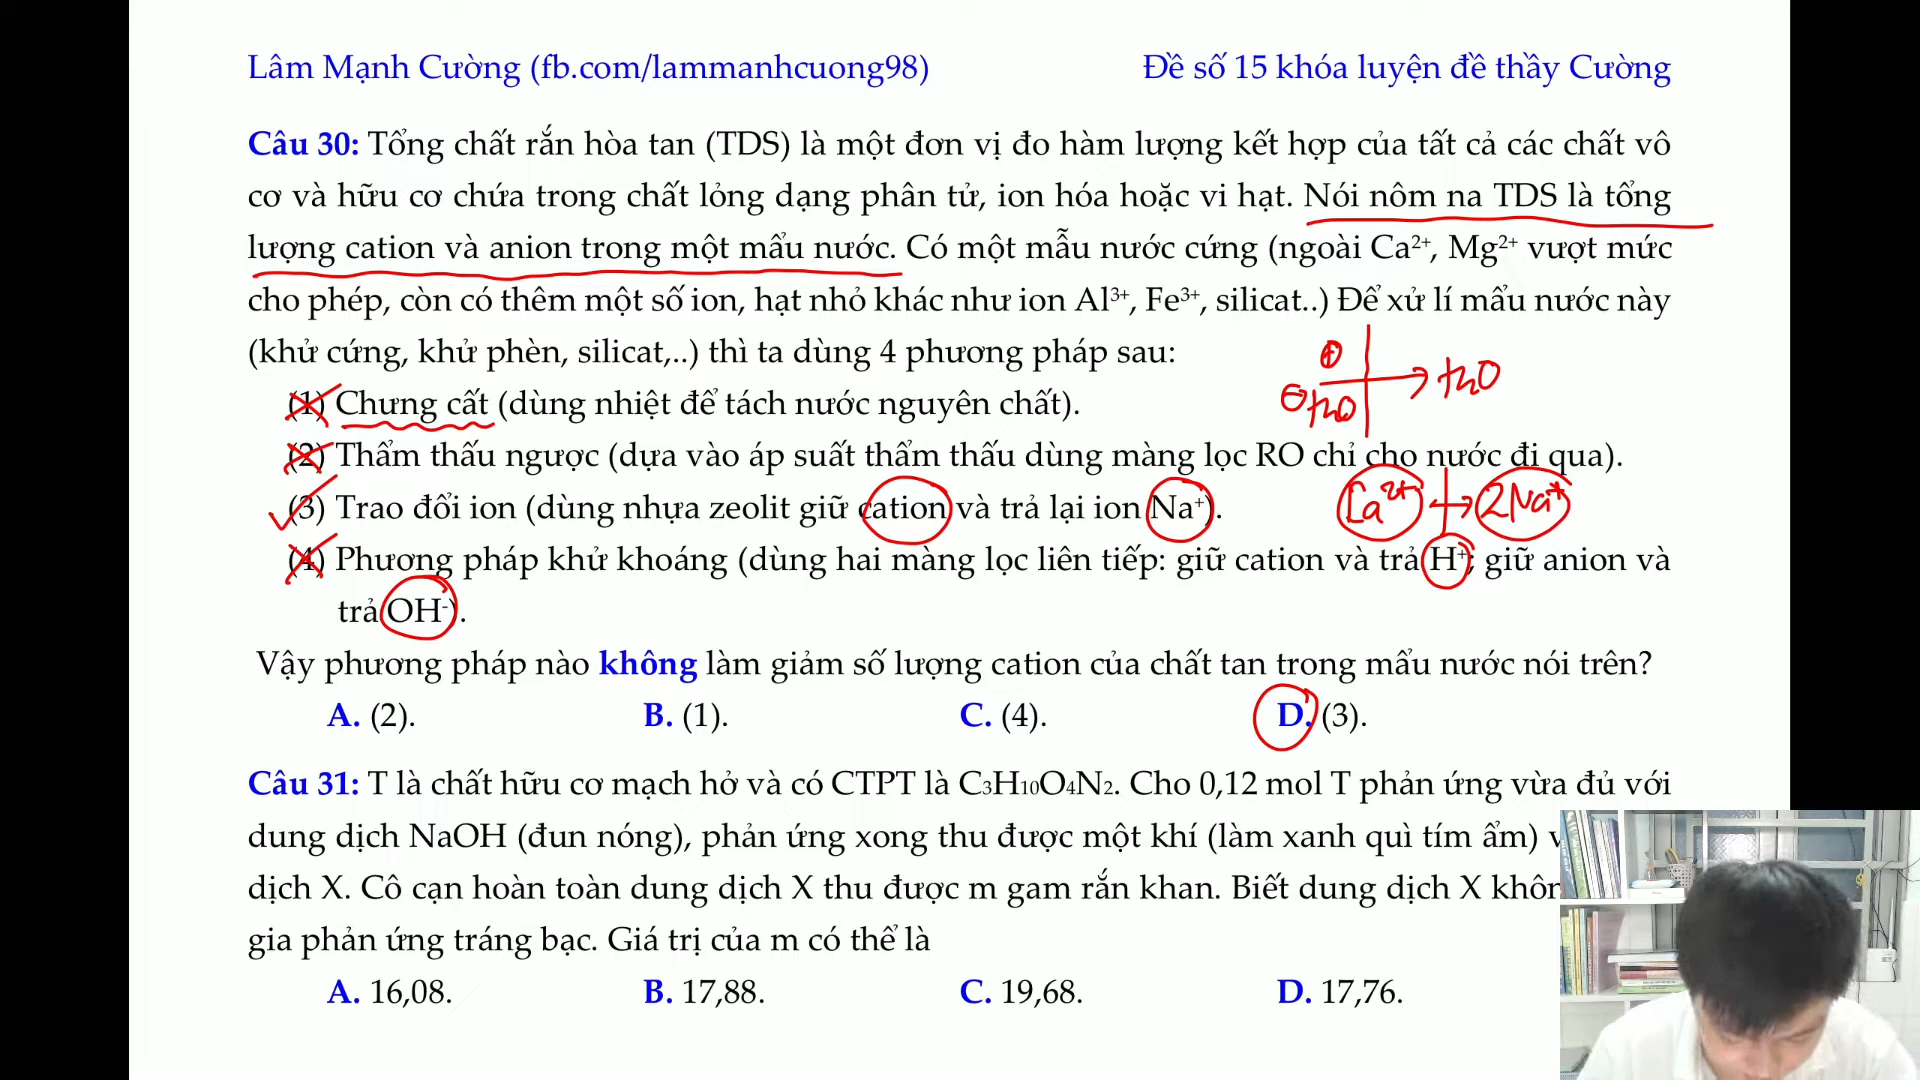 Lâm Mạnh Cường (fb.com/lammanhcuong98) Đề số 15 khóa luyện đề thầy Cường
Câu 30: Tổng chất rắn hòa tan (TDS) là một đơn vị đo hàm lượng kết hợp của tất cả các chất vô
cơ và hữu cơ chứa trong chất lỏng dạng phân tử, ion hóa hoặc vi hạt. Nói nôm na TDS là tổng
lượng cation và anion trong một mẩu nước. Có một mẫu nước cứng (ngoài Ca²⁺, Mg²⁺ vượt mức
cho phép, còn có thêm một số ion, hạt nhỏ khác như ion Al³⁺, Fe³⁺, silicat..) Để xử lí mẩu nước này
(khử cứng, khử phèn, silicat,..) thì ta dùng 4 phương pháp sau:
⊕
⊖ H₂O → H₂O
(1) Chưng cất (dùng nhiệt để tách nước nguyên chất).
(2) Thẩm thấu ngược (dựa vào áp suất thẩm thấu dùng màng lọc RO chỉ cho nước đi qua).
(3) Trao đổi ion (dùng nhựa zeolit giữ cation và trả lại ion Na⁺). Ca²⁺ → 2Na⁺
(4) Phương pháp khử khoáng (dùng hai màng lọc liên tiếp: giữ cation và trả H⁺; giữ anion và
trả OH⁻).
Vậy phương pháp nào không làm giảm số lượng cation của chất tan trong mẩu nước nói trên?
A. (2). B. (1). C. (4). D. (3).
Câu 31: T là chất hữu cơ mạch hở và có CTPT là C₃H₁₀O₄N₂. Cho 0,12 mol T phản ứng vừa đủ với
dung dịch NaOH (đun nóng), phản ứng xong thu được một khí (làm xanh quì tím ẩm)
dịch X. Cô cạn hoàn toàn dung dịch X thu được m gam rắn khan. Biết dung dịch X
gia phản ứng tráng bạc. Giá trị của m có thể là
A. 16,08. B. 17,88. C. 19,68. D. 17,76.